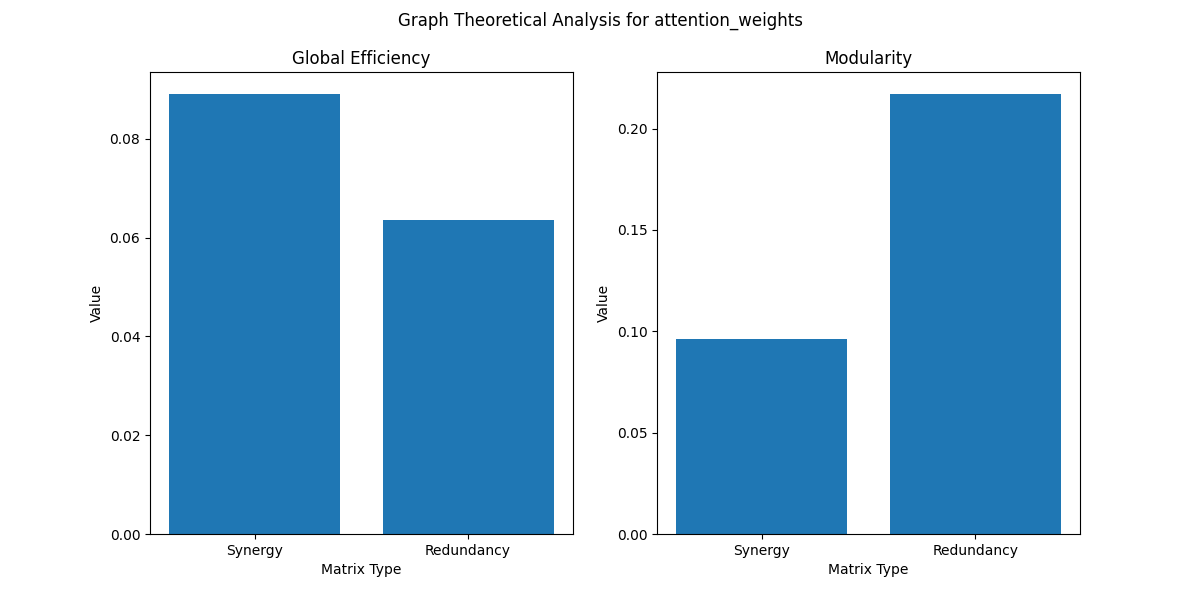 Graph Theoretical Analysis for attention_weights
Global Efficiency
Value
0.08
0.06
0.04
0.02
0.00
Synergy
Redundancy
Matrix Type
Modularity
Value
0.20
0.15
0.10
0.05
0.00
Synergy
Redundancy
Matrix Type